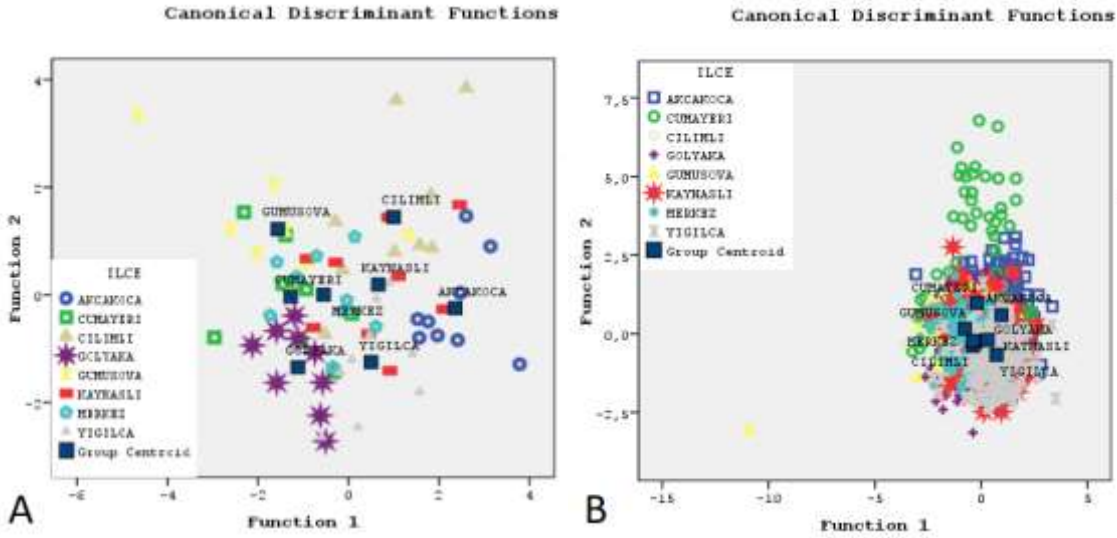 Canonical Discriminant Functions
Function 2
4
0
-6
-4
-2
0
2
4
Function 1
ILCE
AKCAKOCA
CUMAYERI
CILIMLI
GOLYAKA
GUMUSOVA
KAYNASLI
MERKEZ
YIGILCA
Group Centroid
GUMUSOVA
CILIMLI
KAYNASLI
CUMAYERI
AKCAKOCA
MERKEZ
GOLYAKA
YIGILCA
A
Canonical Discriminant Functions
Function 2
7,5
5,0
2,5
0,0
-2,5
-15
-10
-5
0
5
Function 1
ILCE
AKCAKOCA
CUMAYERI
CILIMLI
GOLYAKA
GUMUSOVA
KAYNASLI
MERKEZ
YIGILCA
Group Centroid
CUMAYERI
AKCAKOCA
GUMUSOVA
GOLYAKA
MERKEZ
KAYNASLI
CILIMLI
YIGILCA
B